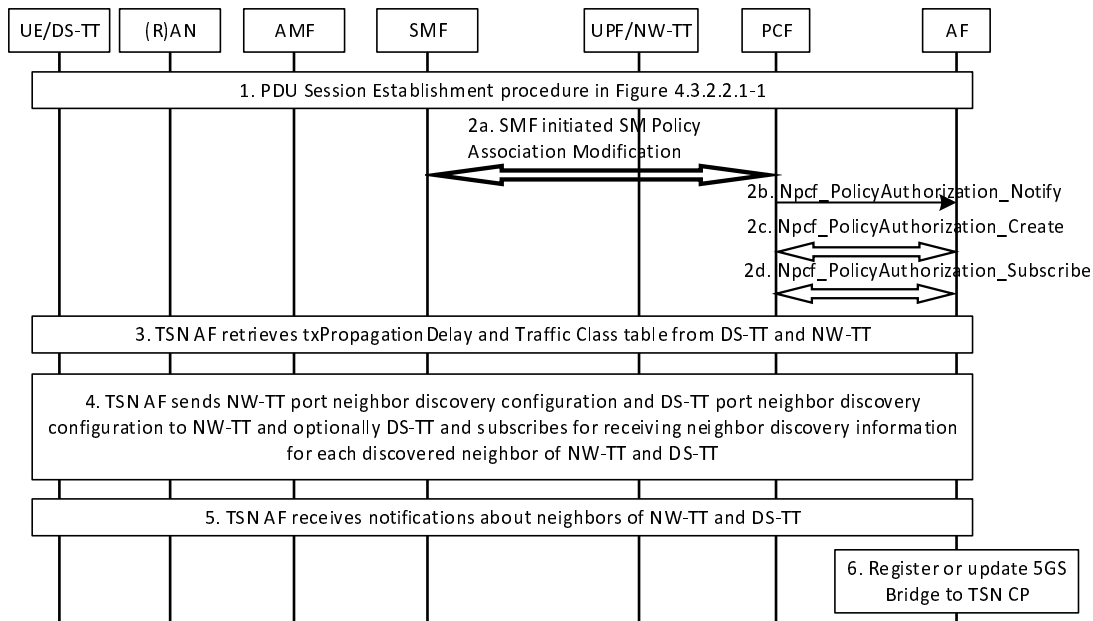 UE/DS-TT
(R)AN
AMF
SMF
UPF/NW-TT
PCF
AF
1. PDU Session Establishment procedure in Figure 4.3.2.2.1-1
2a. SMF initiated SM Policy
Association Modification
2b. Npcf_PolicyAuthorization_Notify
2c. Npcf_PolicyAuthorization_Create
2d. Npcf_PolicyAuthorization_Subscribe
3. TSN AF retrieves txPropagationDelay and Traffic Class table from DS-TT and NW-TT
4. TSN AF sends NW-TT port neighbor discovery configuration and DS-TT port neighbor discovery
configuration to NW-TT and optionally DS-TT and subscribes for receiving neighbor discovery information
for each discovered neighbor of NW-TT and DS-TT
5. TSN AF receives notifications about neighbors of NW-TT and DS-TT
6. Register or update 5GS
Bridge to TSN CP